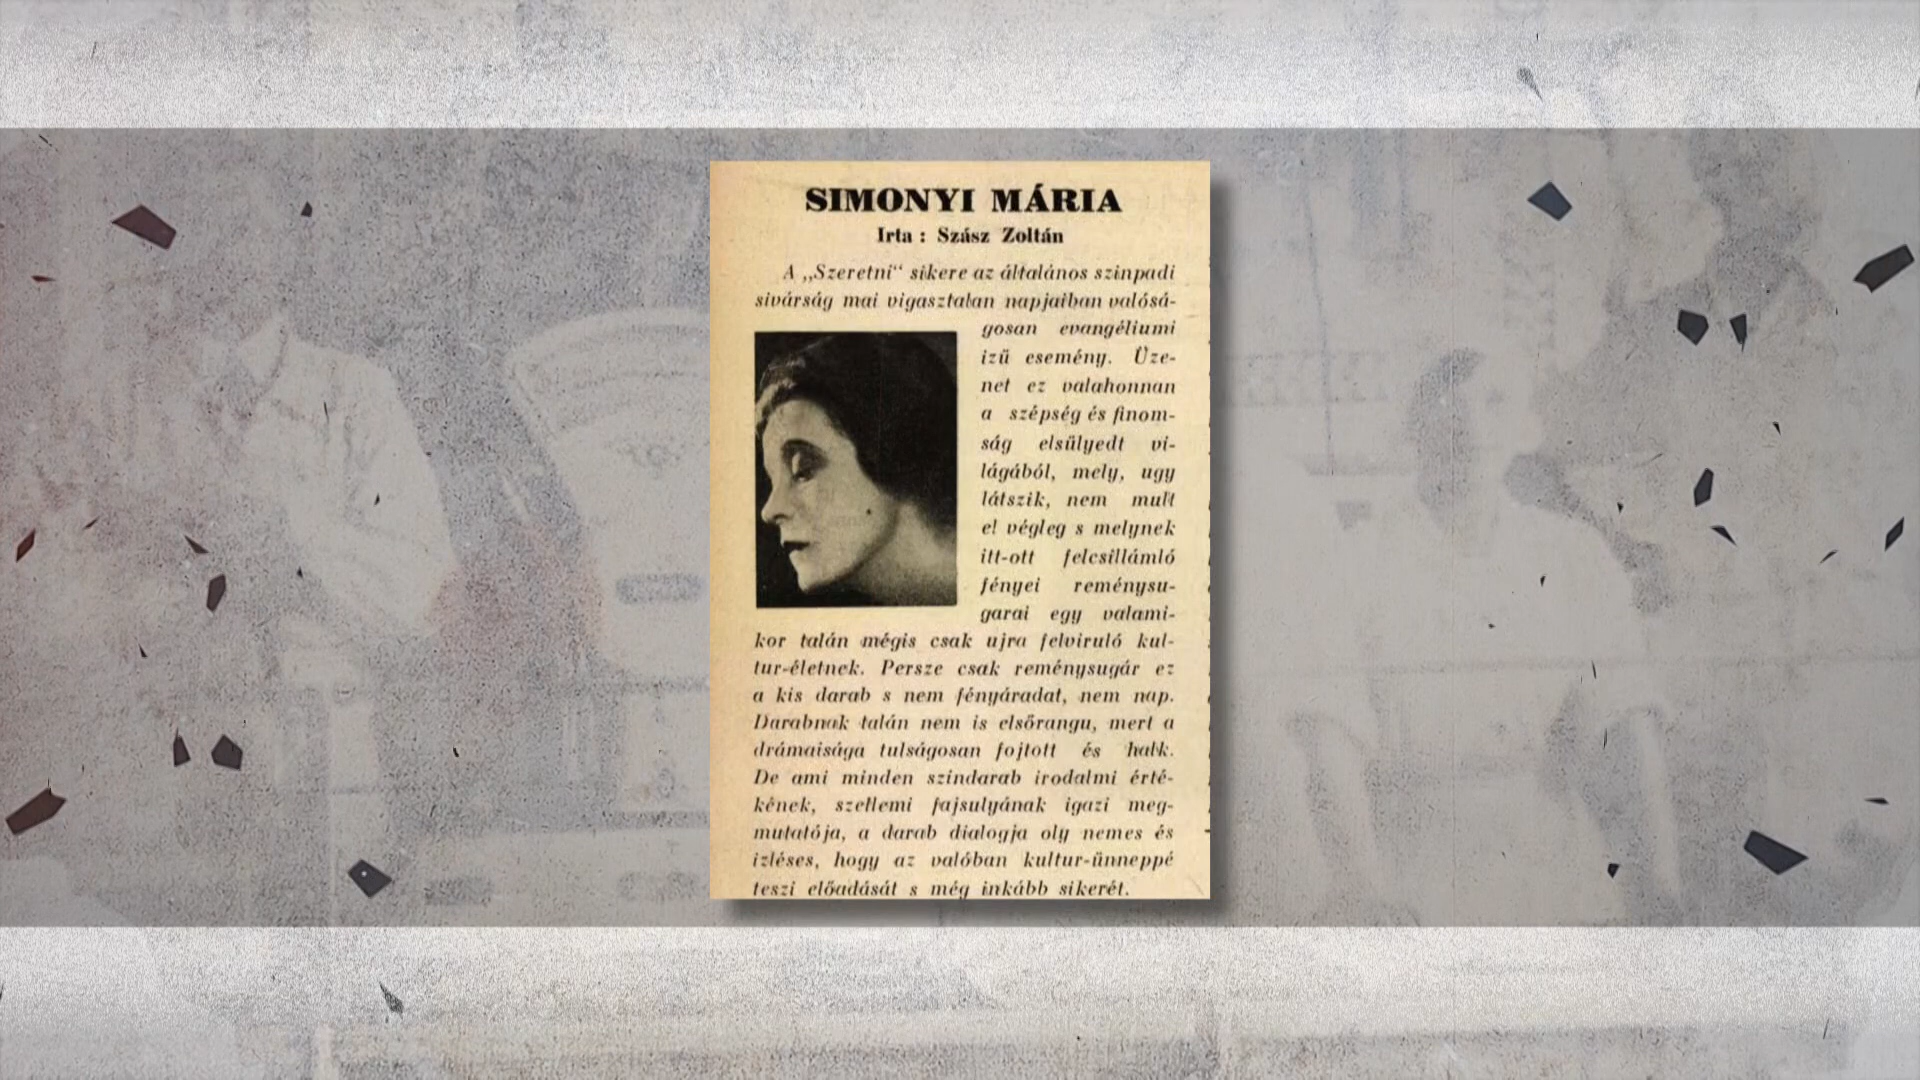 SIMONYI MÁRIA
Irta : Szász Zoltán
A „Szeretni“ sikere az általános szinpadi
sivárság mai vigasztalan napjaiban valósá-
gosan evangéliumi
izű esemény. Üze-
net ez valahonnan
a szépség és finom-
ság elsülyedt vi-
lágából, mely, ugy
látszik, nem mult
el végleg s melynek
itt-ott felcsillámló
fényei reménysu-
garai egy valami-
kor talán mégis csak ujra felviruló kul-
tur-életnek. Persze csak reménysugár ez
a kis darab s nem fényáradat, nem nap.
Darabnak talán nem is elsőrangu, mert a
drámaisága tulságosan fojtott és halk.
De ami minden szindarab irodalmi érté-
kének, szellemi fajsulyának igazi meg-
mutatója, a darab dialogja oly nemes és
izléses, hogy az valóban kultur-ünneppé
teszi előadását s még inkább sikerét.